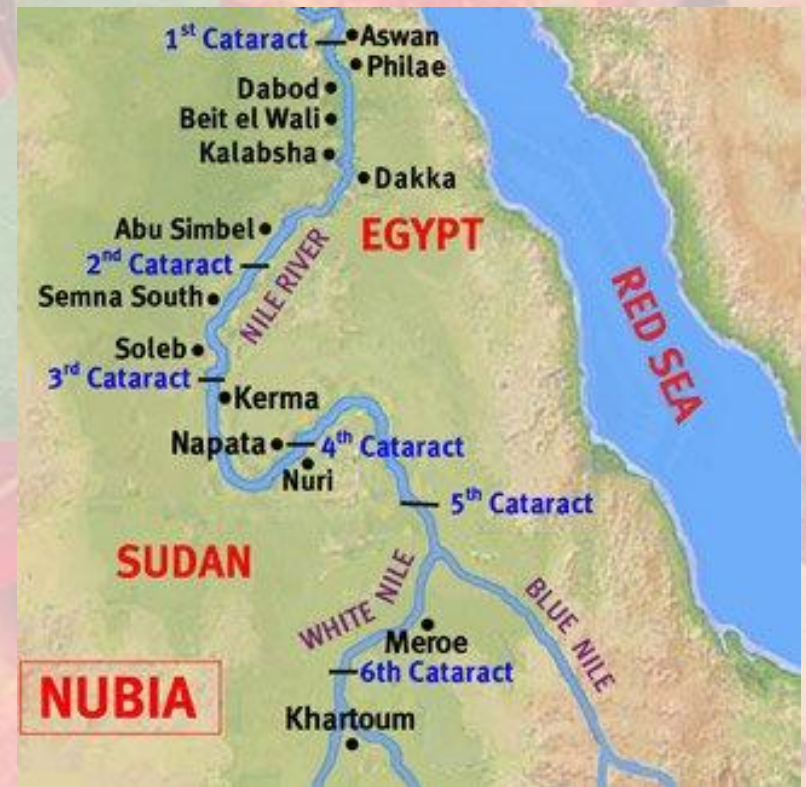 1st Cataract
Aswan
Philae
Dabod
Beit el Wali
Kalabsha
Dakka
Abu Simbel
EGYPT
2nd Cataract
NILE RIVER
Semna South
RED SEA
Soleb
3rd Cataract
Kerma
Napata
4th Cataract
Nuri
5th Cataract
SUDAN
WHITE NILE
BLUE NILE
Meroe
6th Cataract
NUBIA
Khartoum